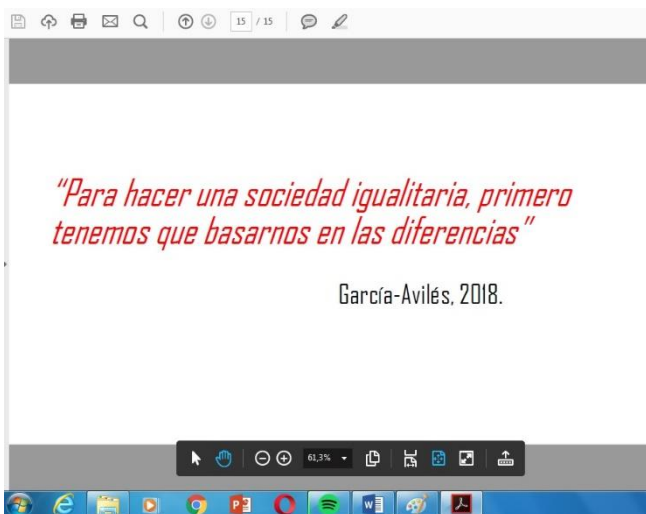 15 / 15
“Para hacer una sociedad igualitaria, primero
tenemos que basarnos en las diferencias”
García-Avilés, 2018.
61,3%